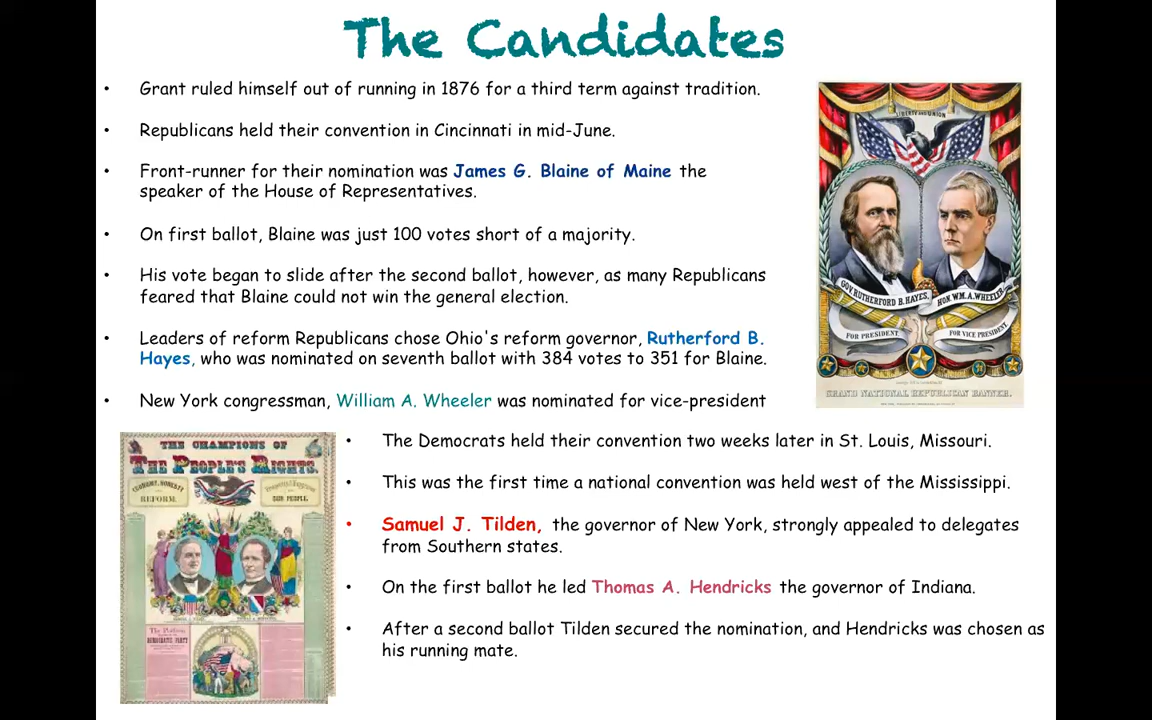 The Candidates
• Grant ruled himself out of running in 1876 for a third term against tradition.
• Republicans held their convention in Cincinnati in mid-June.
• Front-runner for their nomination was James G. Blaine of Maine the
speaker of the House of Representatives.
• On first ballot, Blaine was just 100 votes short of a majority.
• His vote began to slide after the second ballot, however, as many Republicans
feared that Blaine could not win the general election.
• Leaders of reform Republicans chose Ohio's reform governor, Rutherford B.
Hayes, who was nominated on seventh ballot with 384 votes to 351 for Blaine.
• New York congressman, William A. Wheeler was nominated for vice-president
LIBERTY AND UNION
GOV. RUTHERFORD B. HAYES, HON. WM. A. WHEELER
FOR PRESIDENT. FOR VICE PRESIDENT.
GRAND NATIONAL REPUBLICAN BANNER.
THE CHAMPIONS OF
THE PEOPLE'S RIGHTS.
ECONOMY, HONESTY
REFORM.
OUR PEOPLE.
The Platform
DEMOCRATIC PARTY
• The Democrats held their convention two weeks later in St. Louis, Missouri.
• This was the first time a national convention was held west of the Mississippi.
• Samuel J. Tilden, the governor of New York, strongly appealed to delegates
from Southern states.
• On the first ballot he led Thomas A. Hendricks the governor of Indiana.
• After a second ballot Tilden secured the nomination, and Hendricks was chosen as
his running mate.